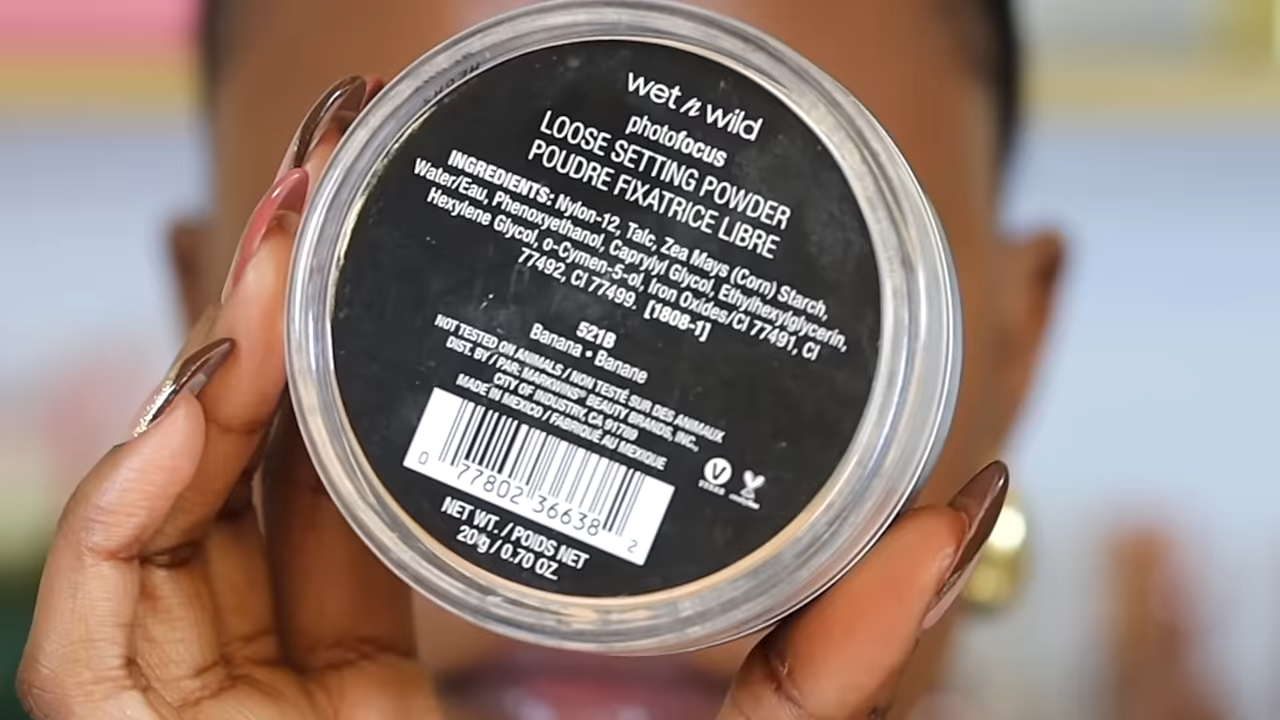 wet n wild
photofocus
LOOSE SETTING POWDER
POUDRE FIXATRICE LIBRE
INGREDIENTS: Nylon-12, Talc, Zea Mays (Corn) Starch,
Water/Eau, Phenoxyethanol, Caprylyl Glycol, Ethylhexylglycerin,
Hexylene Glycol, o-Cymen-5-ol, Iron Oxides/CI 77491, CI
77492, CI 77499. [1808-1]
521B
Banana • Banane
NOT TESTED ON ANIMALS / NON TESTÉ SUR DES ANIMAUX
DIST. BY / PAR: MARKWINS® BEAUTY BRANDS, INC.,
CITY OF INDUSTRY, CA 91789
MADE IN MEXICO / FABRIQUÉ AU MEXIQUE
V
VEGAN
0 77802 36638 2
NET WT. / POIDS NET
20 g / 0.70 OZ.